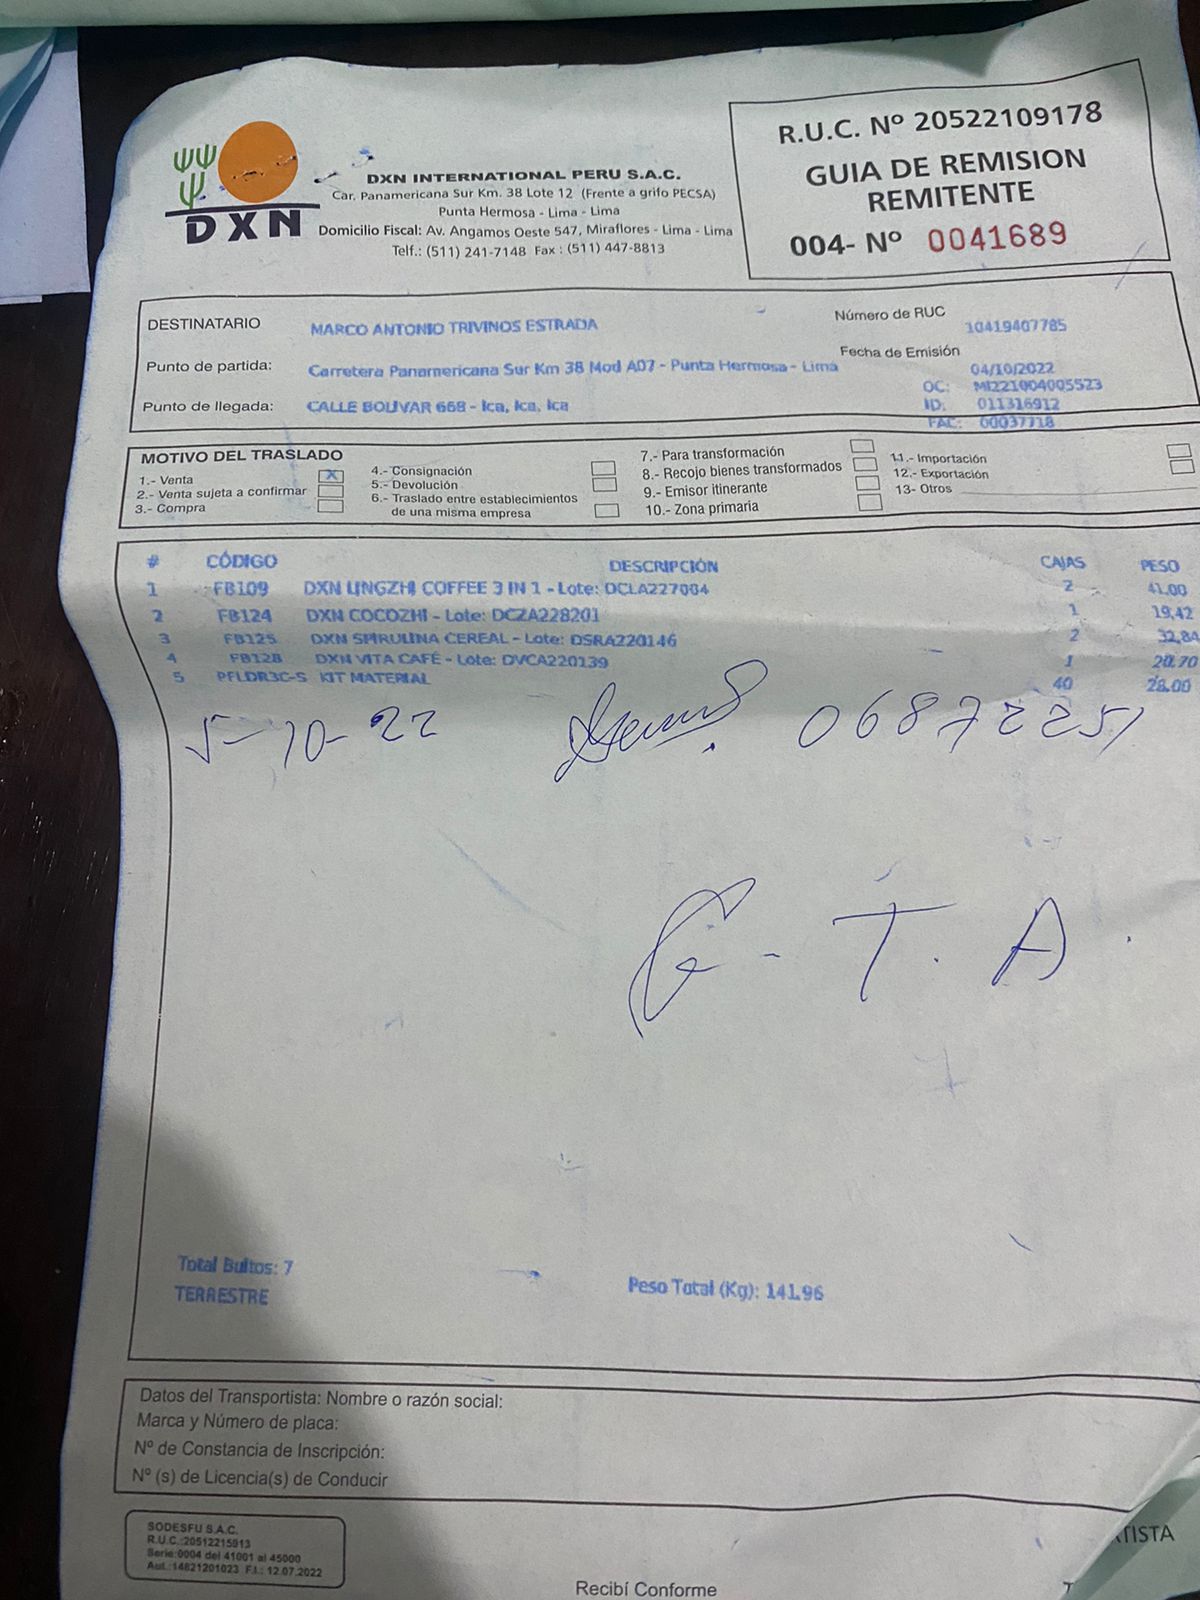 DXN
DXN INTERNATIONAL PERU S.A.C.
Car. Panamericana Sur Km. 38 Lote 12 (Frente a grifo PECSA)
Punta Hermosa - Lima - Lima
Domicilio Fiscal: Av. Angamos Oeste 547, Miraflores - Lima - Lima
Telf.: (511) 241-7148 Fax : (511) 447-8813
R.U.C. Nº 20522109178
GUIA DE REMISION
REMITENTE
004- Nº 0041689
DESTINATARIO MARCO ANTONIO TRIVINOS ESTRADA Número de RUC 10419407785
Punto de partida: Carretera Panamericana Sur Km 38 Mod A07 - Punta Hermosa - Lima Fecha de Emisión 04/10/2022
OC: MI221004005523
Punto de llegada: CALLE BOLIVAR 668 - Ica, Ica, Ica ID: 011316912
FAC: 00037718
MOTIVO DEL TRASLADO
1.- Venta X
2.- Venta sujeta a confirmar
3.- Compra
4.- Consignación
5.- Devolución
6.- Traslado entre establecimientos
de una misma empresa
7.- Para transformación
8.- Recojo bienes transformados
9.- Emisor itinerante
10.- Zona primaria
11.- Importación
12.- Exportación
13- Otros
# CÓDIGO DESCRIPCIÓN CAJAS PESO
1 FB109 DXN LINGZHI COFFEE 3 IN 1 - Lote: DCLA227084 2 41.00
2 FB124 DXN COCOZHI - Lote: DCZA228201 1 19,42
3 FB125 DXN SPIRULINA CEREAL - Lote: DSRA220146 2 32,84
4 FB128 DXN VITA CAFÉ - Lote: DVCA220139 1 20.70
5 PFLDR3C-S KIT MATERIAL 40 28.00
5-10-22 06872251
G - T. A.
Total Bultos: 7
TERRESTRE
Peso Total (Kg): 141.96
Datos del Transportista: Nombre o razón social:
Marca y Número de placa:
Nº de Constancia de Inscripción:
Nº (s) de Licencia(s) de Conducir
SODESFU S.A.C.
R.U.C.:20512215913
Serie:0004 del 41001 al 45000
Aut.:14621201023 F.I.: 12.07.2022
Recibí Conforme